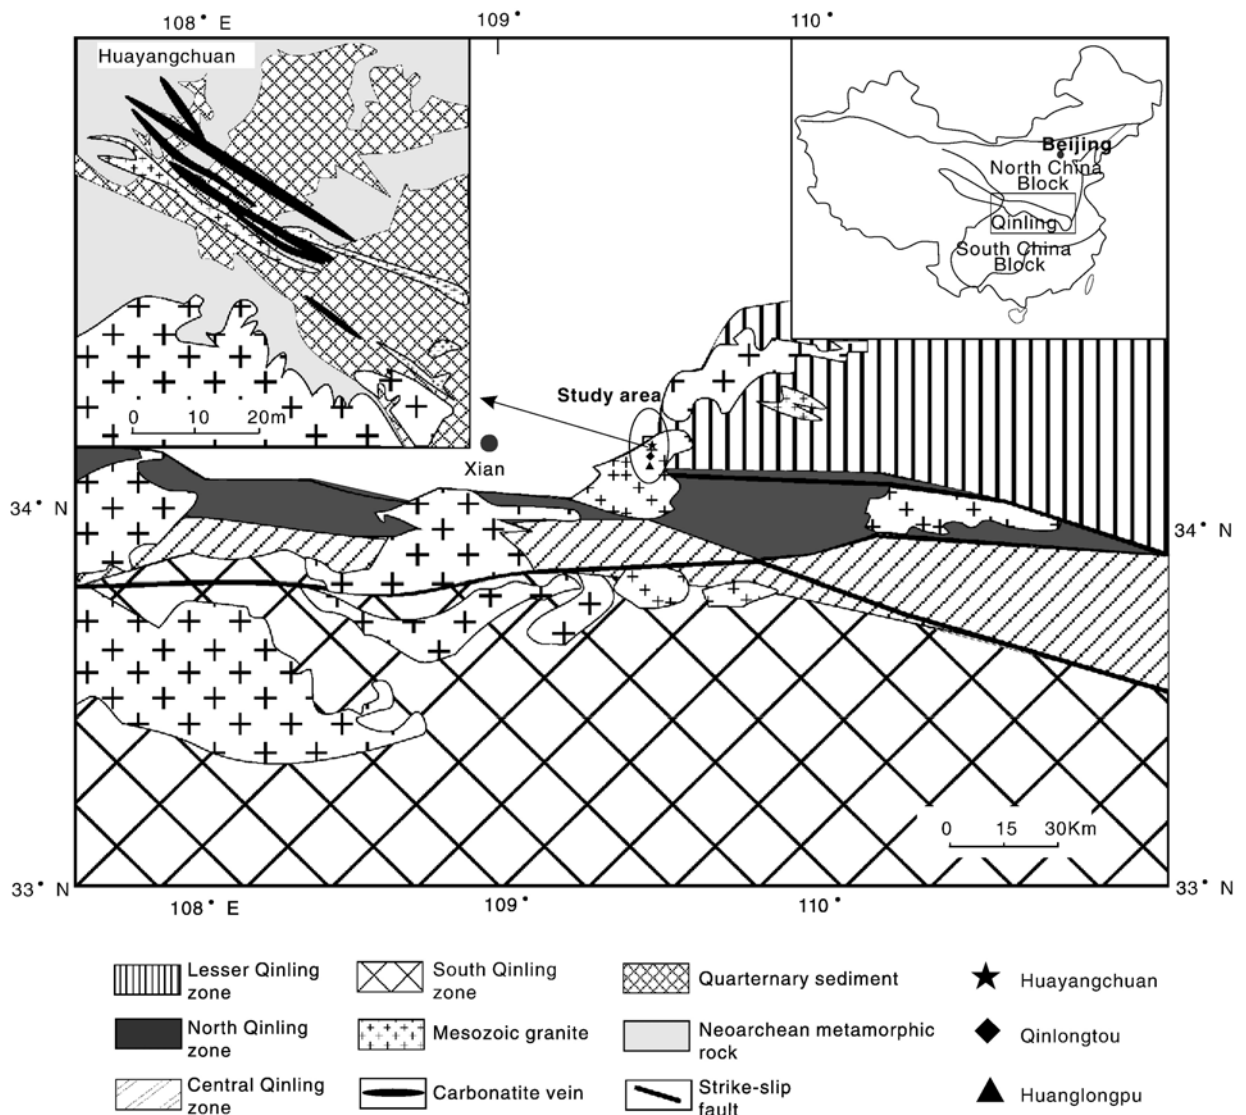 108° E
109°
110°
Huayangchuan
0 10 20m
Beijing
North China
Block
Qinling
South China
Block
Study area
Xian
34° N
34° N
0 15 30Km
33° N
33° N
108° E
109°
110°
Lesser Qinling
zone
South Qinling
zone
Quarternary sediment
Huayangchuan
North Qinling
zone
Mesozoic granite
Neoarchean metamorphic
rock
Qinlongtou
Central Qinling
zone
Carbonatite vein
Strike-slip
fault
Huanglongpu